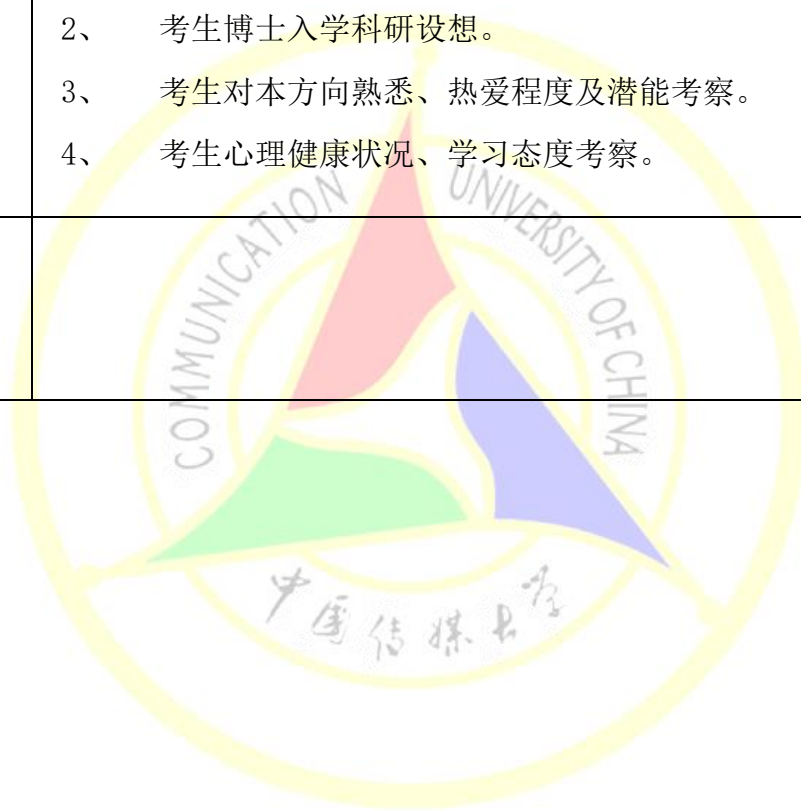 2、 考生博士入学科研设想。
3、 考生对本方向熟悉、热爱程度及潜能考察。
4、 考生心理健康状况、学习态度考察。
COMMUNICATION UNIVERSITY OF CHINA
中国传媒大学